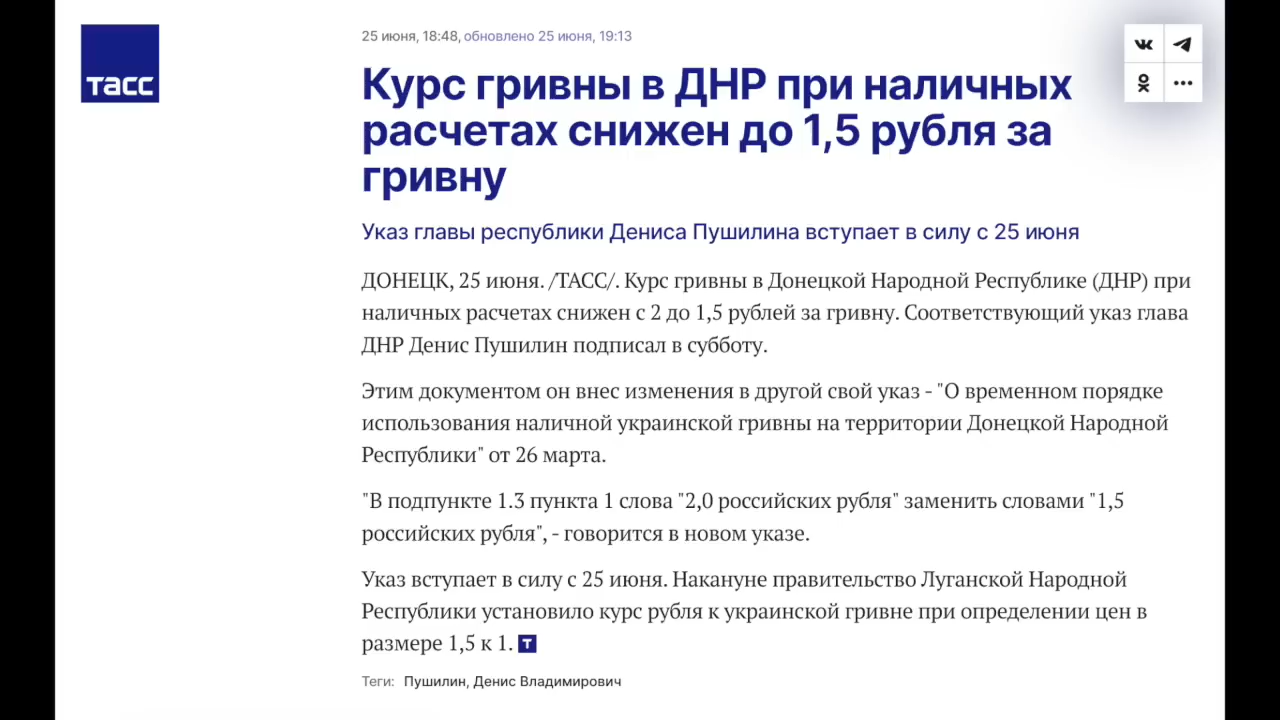 25 июня, 18:48, обновлено 25 июня, 19:13
тасс
Курс гривны в ДНР при наличных
расчетах снижен до 1,5 рубля за
гривну
Указ главы республики Дениса Пушилина вступает в силу с 25 июня
ДОНЕЦК, 25 июня. /ТАСС/. Курс гривны в Донецкой Народной Республике (ДНР) при
наличных расчетах снижен с 2 до 1,5 рублей за гривну. Соответствующий указ глава
ДНР Денис Пушилин подписал в субботу.
Этим документом он внес изменения в другой свой указ - "О временном порядке
использования наличной украинской гривны на территории Донецкой Народной
Республики" от 26 марта.
"В подпункте 1.3 пункта 1 слова "2,0 российских рубля" заменить словами "1,5
российских рубля", - говорится в новом указе.
Указ вступает в силу с 25 июня. Накануне правительство Луганской Народной
Республики установило курс рубля к украинской гривне при определении цен в
размере 1,5 к 1. Т
Теги: Пушилин, Денис Владимирович